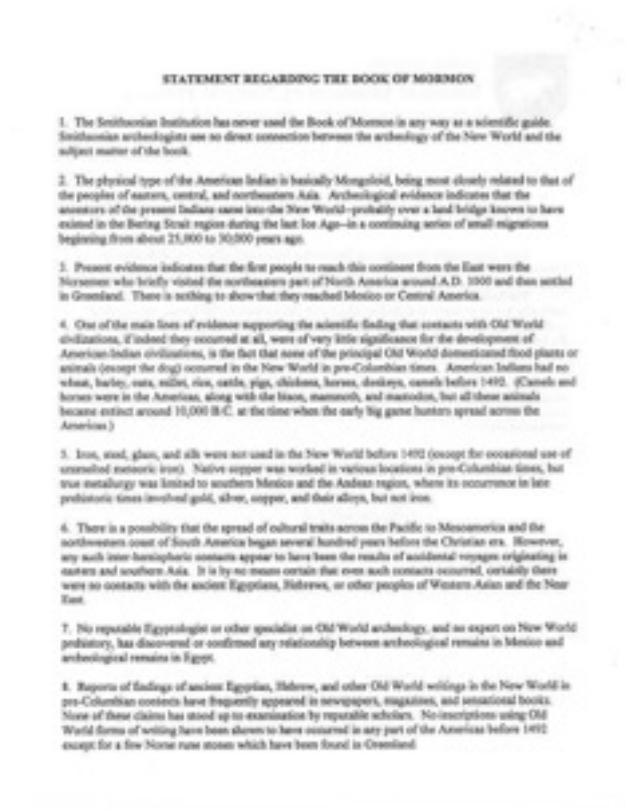 STATEMENT REGARDING THE BOOK OF MORMON
1. The Smithsonian Institution has never used the Book of Mormon in any way as a scientific guide.
Smithsonian archeologists see no direct connection between the archeology of the New World and the
subject matter of the book.
2. The physical type of the American Indian is basically Mongoloid, being most closely related to that of
the peoples of eastern, central, and northeastern Asia. Archeological evidence indicates that the
ancestors of the present Indians came into the New World--probably over a land bridge known to have
existed in the Bering Strait region during the last Ice Age--in a continuing series of small migrations
beginning from about 25,000 to 30,000 years ago.
3. Present evidence indicates that the first people to reach this continent from the East were the
Norsemen who briefly visited the northeastern part of North America around A.D. 1000 and then settled
in Greenland. There is nothing to show that they reached Mexico or Central America.
4. One of the main lines of evidence supporting the scientific finding that contacts with Old World
civilizations, if indeed they occurred at all, were of very little significance for the development of
American Indian civilizations, is the fact that none of the principal Old World domesticated food plants or
animals (except the dog) occurred in the New World in pre-Columbian times. American Indians had no
wheat, barley, oats, millet, rice, cattle, pigs, chickens, horses, donkeys, camels before 1492. (Camels and
horses were in the Americas, along with the bison, mammoth, and mastodon, but all these animals
became extinct around 10,000 B.C. at the time when the early big game hunters spread across the
Americas.)
5. Iron, steel, glass, and silk were not used in the New World before 1492 (except for occasional use of
unsmelted meteoric iron). Native copper was worked in various locations in pre-Columbian times, but
true metallurgy was limited to southern Mexico and the Andean region, where its occurrence in late
prehistoric times involved gold, silver, copper, and their alloys, but not iron.
6. There is a possibility that the spread of cultural traits across the Pacific to Mesoamerica and the
northwestern coast of South America began several hundred years before the Christian era. However,
any such inter-hemispheric contacts appear to have been the results of accidental voyages originating in
eastern and southern Asia. It is by no means certain that even such contacts occurred; certainly there
were no contacts with the ancient Egyptians, Hebrews, or other peoples of Western Asian and the Near
East.
7. No reputable Egyptologist or other specialist on Old World archeology, and no expert on New World
prehistory, has discovered or confirmed any relationship between archeological remains in Mexico and
archeological remains in Egypt.
8. Reports of findings of ancient Egyptian, Hebrew, and other Old World writings in the New World in
pre-Columbian contexts have frequently appeared in newspapers, magazines, and sensational books.
None of these claims has stood up to examination by reputable scholars. No inscriptions using Old
World forms of writing have been shown to have occurred in any part of the Americas before 1492
except for a few Norse rune stones which have been found in Greenland.